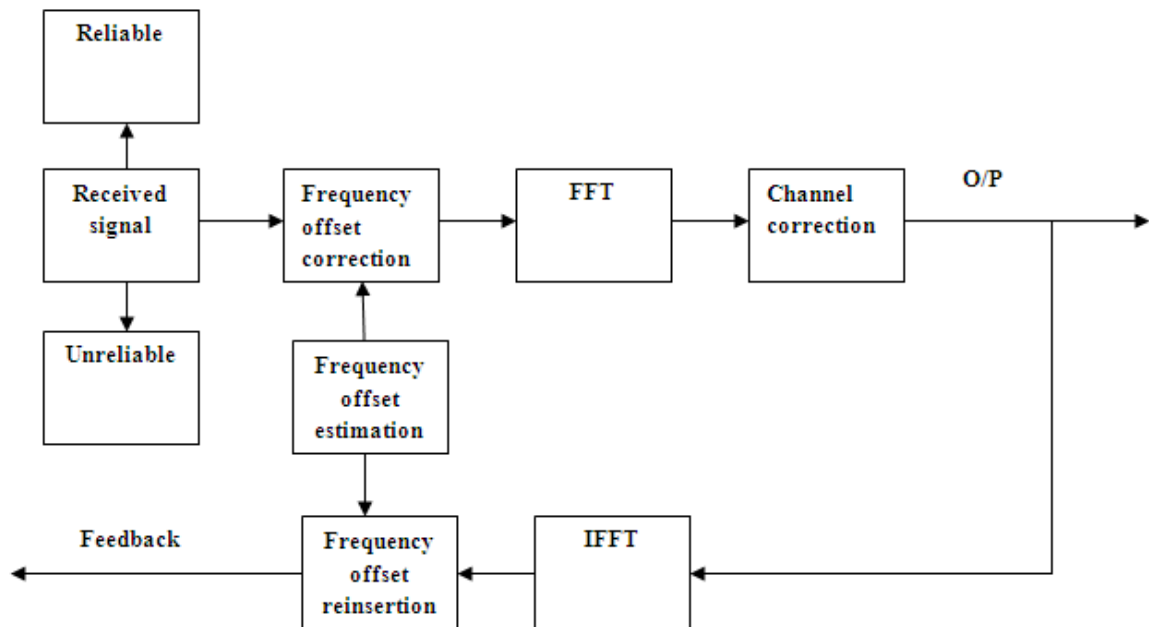 Reliable
Received
signal
Frequency
offset
correction
FFT
Channel
correction
O/P
Unreliable
Frequency
offset
estimation
Feedback
Frequency
offset
reinsertion
IFFT